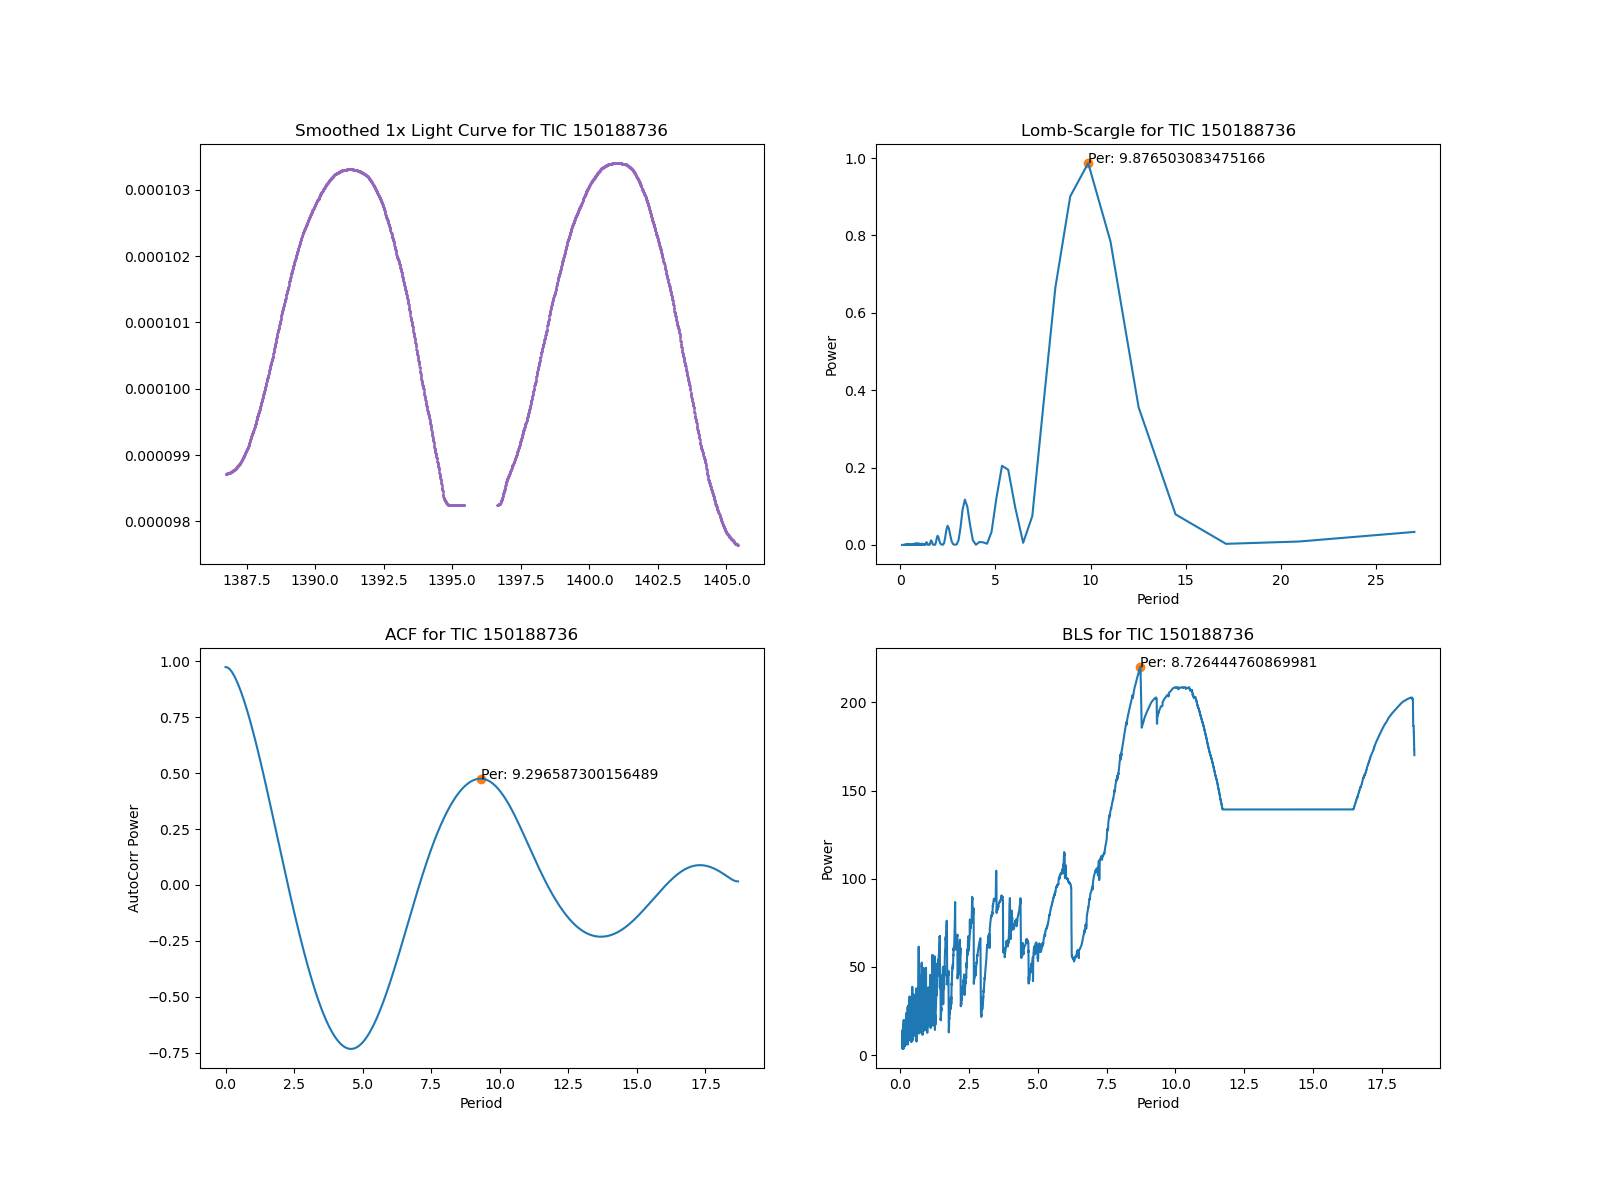 Smoothed 1x Light Curve for TIC 150188736
0.000103
0.000102
0.000101
0.000100
0.000099
0.000098
1387.5 1390.0 1392.5 1395.0 1397.5 1400.0 1402.5 1405.0
Lomb-Scargle for TIC 150188736
Per: 9.876503083475166
Power
1.0
0.8
0.6
0.4
0.2
0.0
0 5 10 15 20 25
Period
ACF for TIC 150188736
Per: 9.296587300156489
AutoCorr Power
1.00
0.75
0.50
0.25
0.00
−0.25
−0.50
−0.75
0.0 2.5 5.0 7.5 10.0 12.5 15.0 17.5
Period
BLS for TIC 150188736
Per: 8.726444760869981
Power
200
150
100
50
0
0.0 2.5 5.0 7.5 10.0 12.5 15.0 17.5
Period